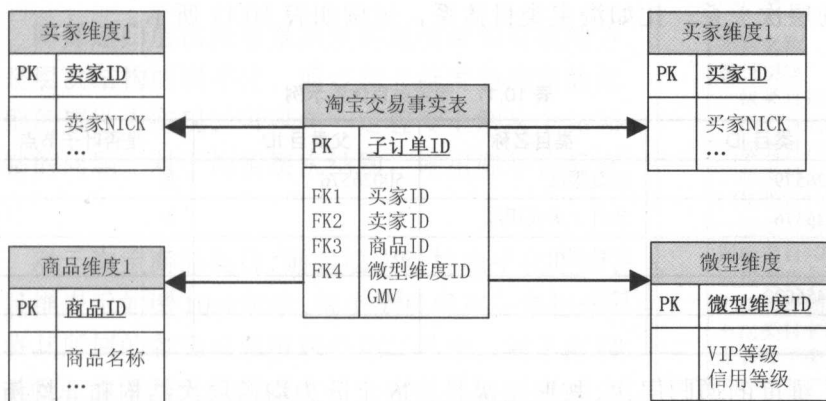 卖家维度1
PK 卖家ID
卖家NICK
…
买家维度1
PK 买家ID
买家NICK
…
淘宝交易事实表
PK 子订单ID
FK1 买家ID
FK2 卖家ID
FK3 商品ID
FK4 微型维度ID
GMV
商品维度1
PK 商品ID
商品名称
…
微型维度
PK 微型维度ID
VIP等级
信用等级